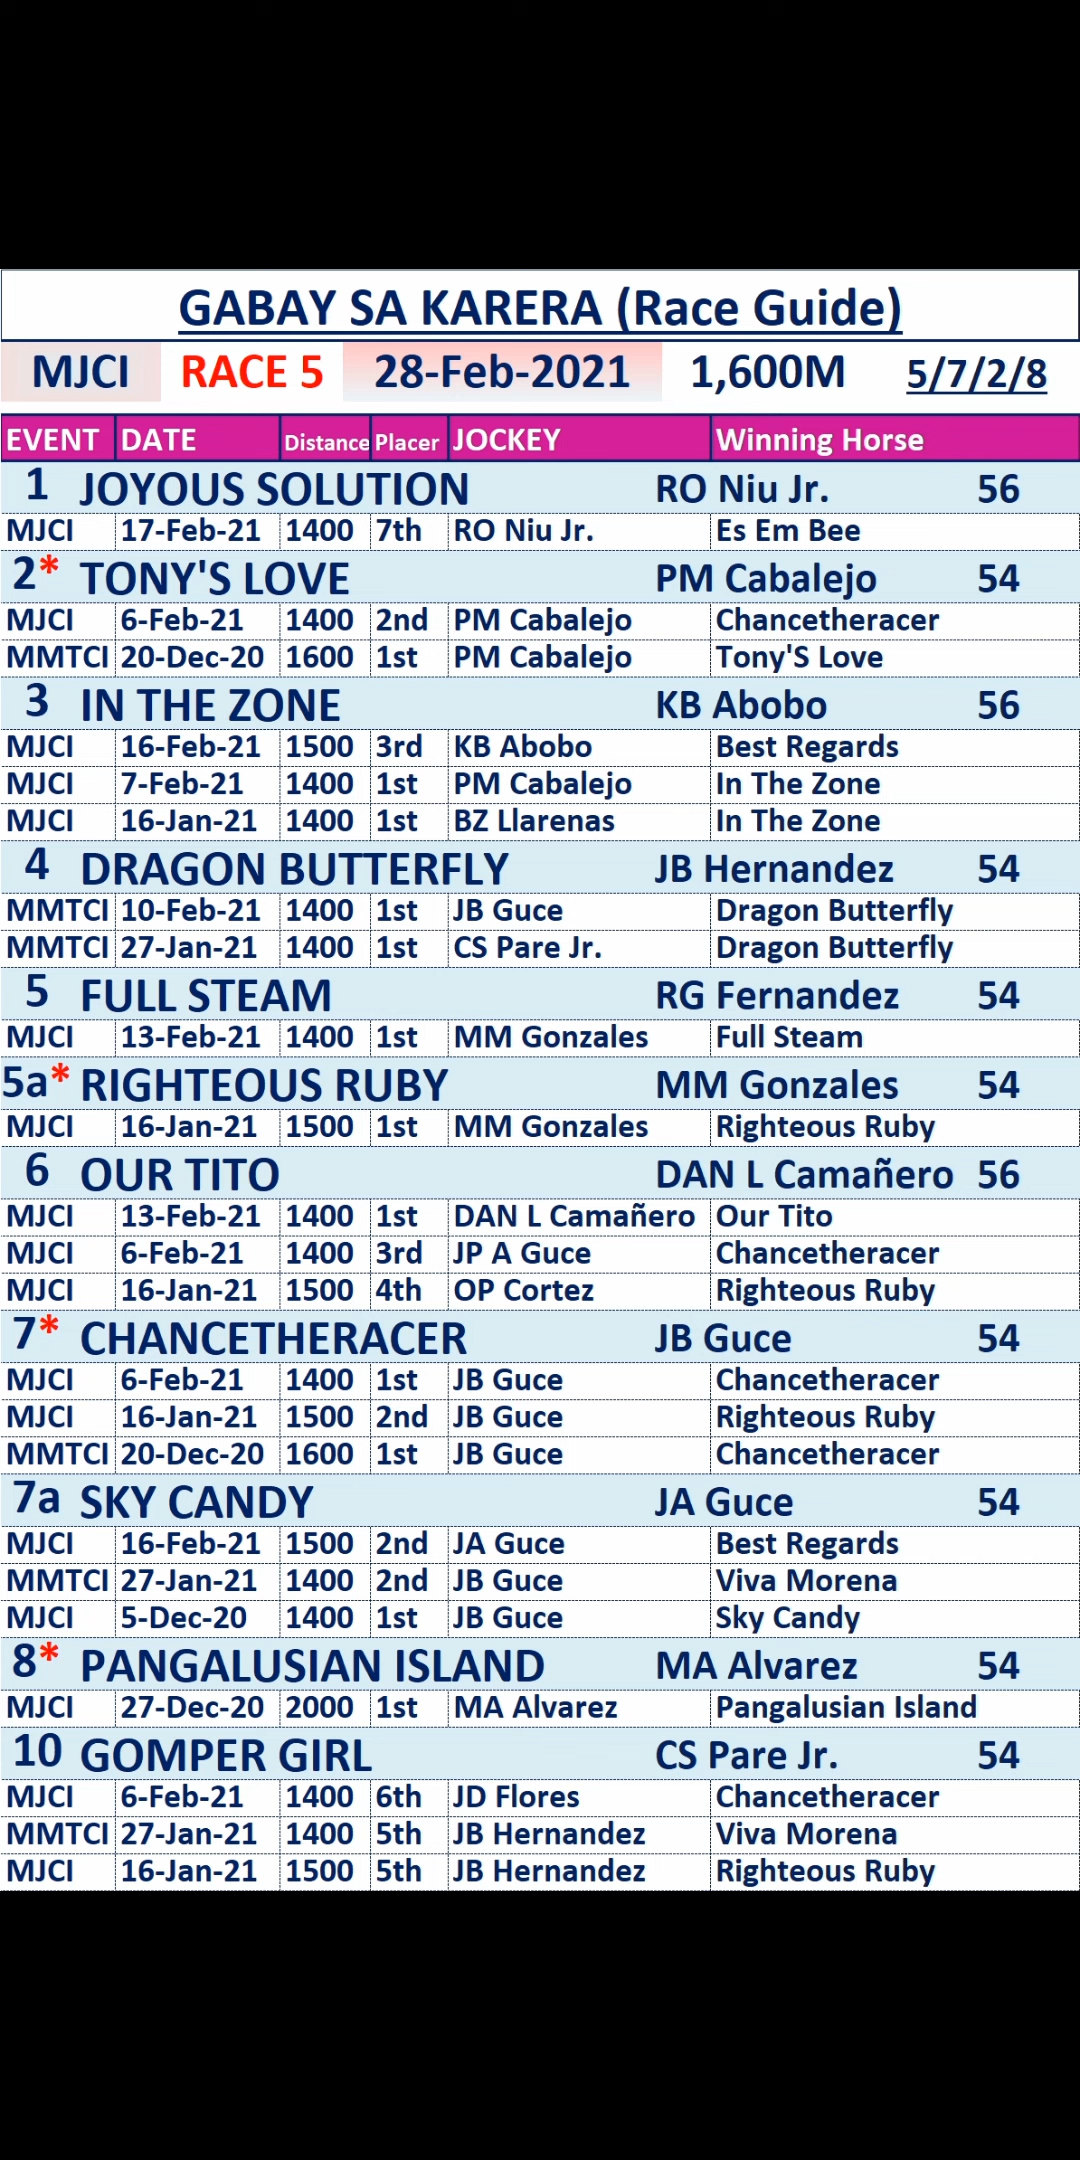 GABAY SA KARERA (Race Guide)
MJCI RACE 5 28-Feb-2021 1,600M 5/7/2/8
EVENT DATE Distance Placer JOCKEY Winning Horse
1 JOYOUS SOLUTION RO Niu Jr. 56
MJCI 17-Feb-21 1400 7th RO Niu Jr. Es Em Bee
2* TONY'S LOVE PM Cabalejo 54
MJCI 6-Feb-21 1400 2nd PM Cabalejo Chancetheracer
MMTCI 20-Dec-20 1600 1st PM Cabalejo Tony'S Love
3 IN THE ZONE KB Abobo 56
MJCI 16-Feb-21 1500 3rd KB Abobo Best Regards
MJCI 7-Feb-21 1400 1st PM Cabalejo In The Zone
MJCI 16-Jan-21 1400 1st BZ Llarenas In The Zone
4 DRAGON BUTTERFLY JB Hernandez 54
MMTCI 10-Feb-21 1400 1st JB Guce Dragon Butterfly
MMTCI 27-Jan-21 1400 1st CS Pare Jr. Dragon Butterfly
5 FULL STEAM RG Fernandez 54
MJCI 13-Feb-21 1400 1st MM Gonzales Full Steam
5a* RIGHTEOUS RUBY MM Gonzales 54
MJCI 16-Jan-21 1500 1st MM Gonzales Righteous Ruby
6 OUR TITO DAN L Camañero 56
MJCI 13-Feb-21 1400 1st DAN L Camañero Our Tito
MJCI 6-Feb-21 1400 3rd JP A Guce Chancetheracer
MJCI 16-Jan-21 1500 4th OP Cortez Righteous Ruby
7* CHANCETHERACER JB Guce 54
MJCI 6-Feb-21 1400 1st JB Guce Chancetheracer
MJCI 16-Jan-21 1500 2nd JB Guce Righteous Ruby
MMTCI 20-Dec-20 1600 1st JB Guce Chancetheracer
7a SKY CANDY JA Guce 54
MJCI 16-Feb-21 1500 2nd JA Guce Best Regards
MMTCI 27-Jan-21 1400 2nd JB Guce Viva Morena
MJCI 5-Dec-20 1400 1st JB Guce Sky Candy
8* PANGALUSIAN ISLAND MA Alvarez 54
MJCI 27-Dec-20 2000 1st MA Alvarez Pangalusian Island
10 GOMPER GIRL CS Pare Jr. 54
MJCI 6-Feb-21 1400 6th JD Flores Chancetheracer
MMTCI 27-Jan-21 1400 5th JB Hernandez Viva Morena
MJCI 16-Jan-21 1500 5th JB Hernandez Righteous Ruby